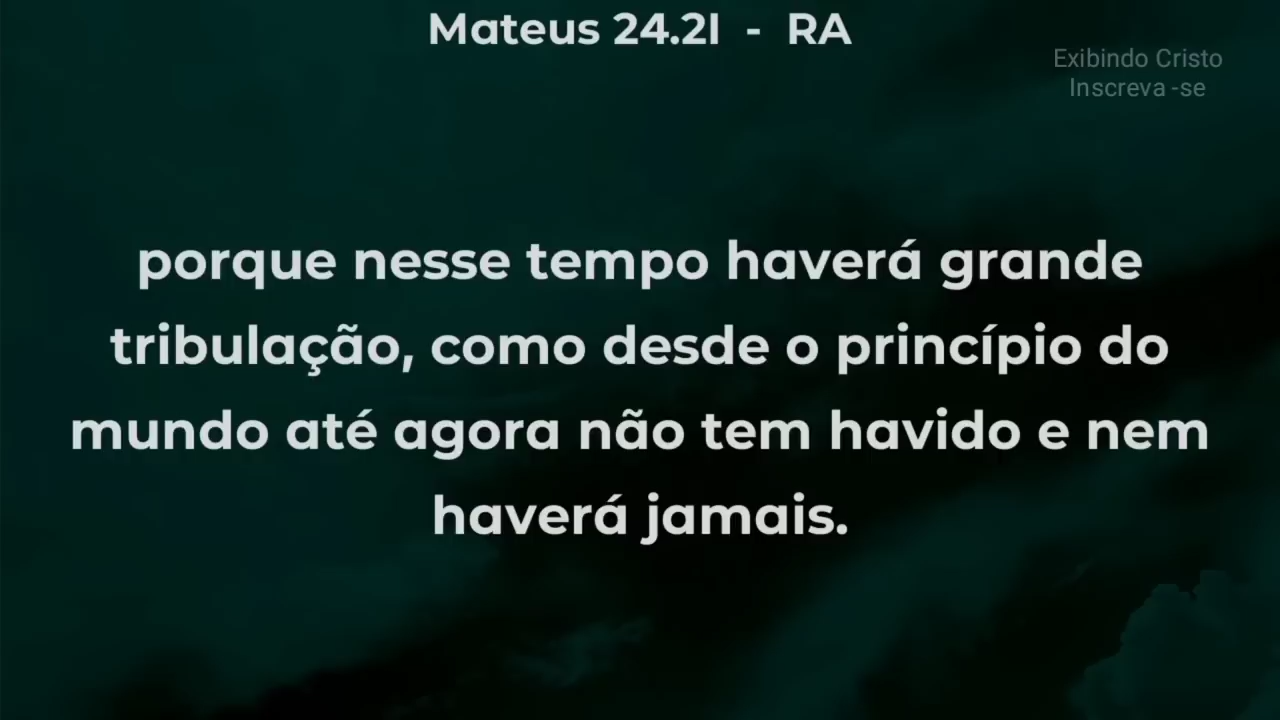 Mateus 24.2I - RA
Exibindo Cristo
Inscreva -se
porque nesse tempo haverá grande
tribulação, como desde o princípio do
mundo até agora não tem havido e nem
haverá jamais.